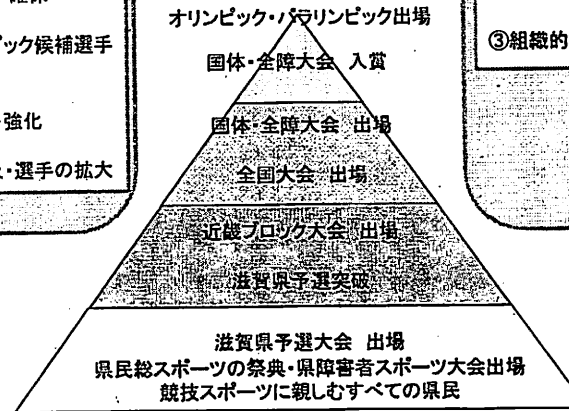 ック候補選手
強化
・選手の拡大
オリンピック・パラリンピック出場
国体・全障大会 入賞
国体・全障大会 出場
全国大会 出場
近畿ブロック大会 出場
滋賀県予選突破
滋賀県予選大会 出場
県民総スポーツの祭典・県障害者スポーツ大会出場
競技スポーツに親しむすべての県民
③組織的